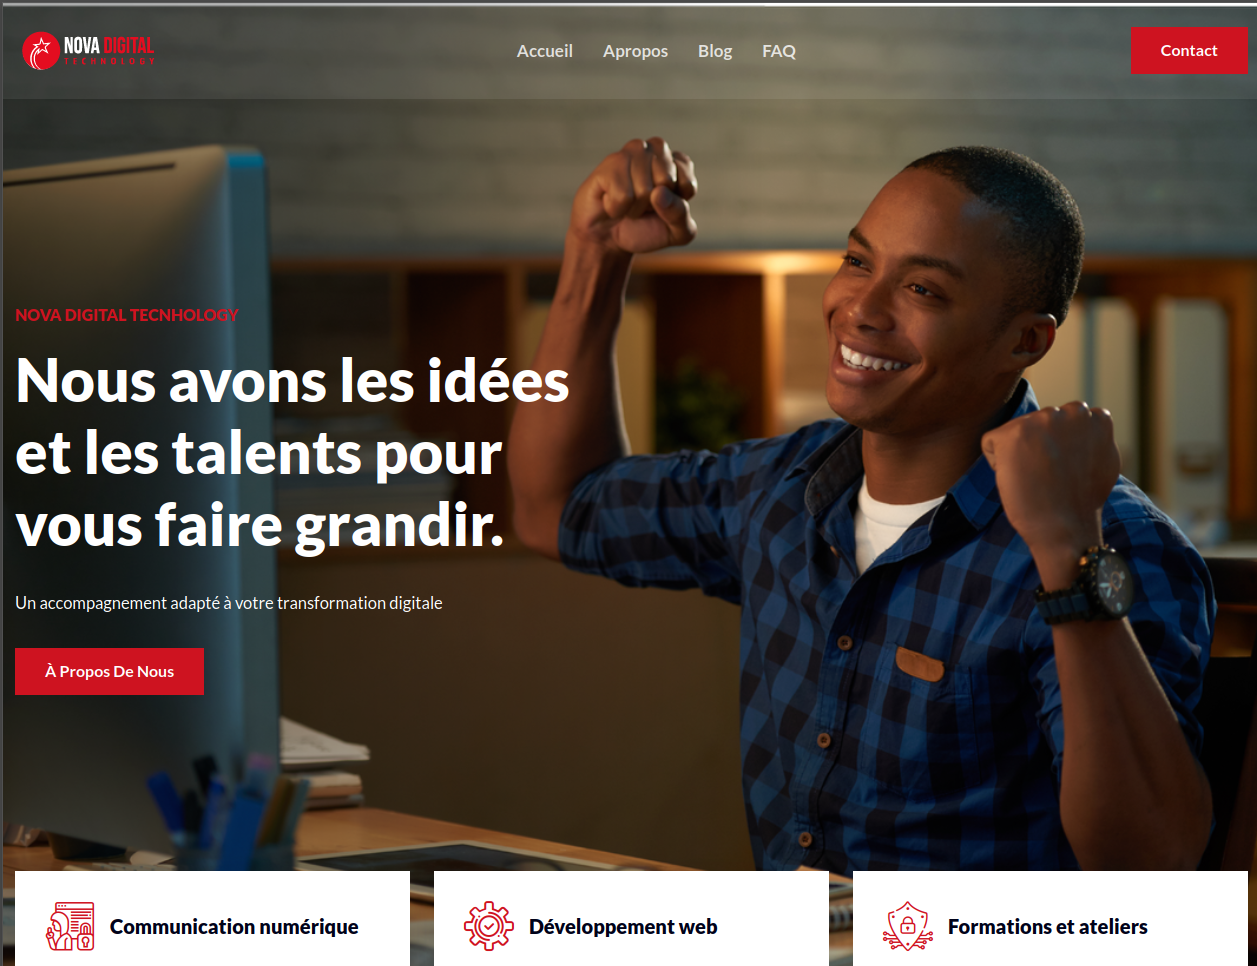 NOVA DIGITAL
TECHNOLOGY
Accueil
Apropos
Blog
FAQ
Contact
NOVA DIGITAL TECNHOLOGY
Nous avons les idées
et les talents pour
vous faire grandir.
Un accompagnement adapté à votre transformation digitale
À Propos De Nous
Communication numérique
Développement web
Formations et ateliers